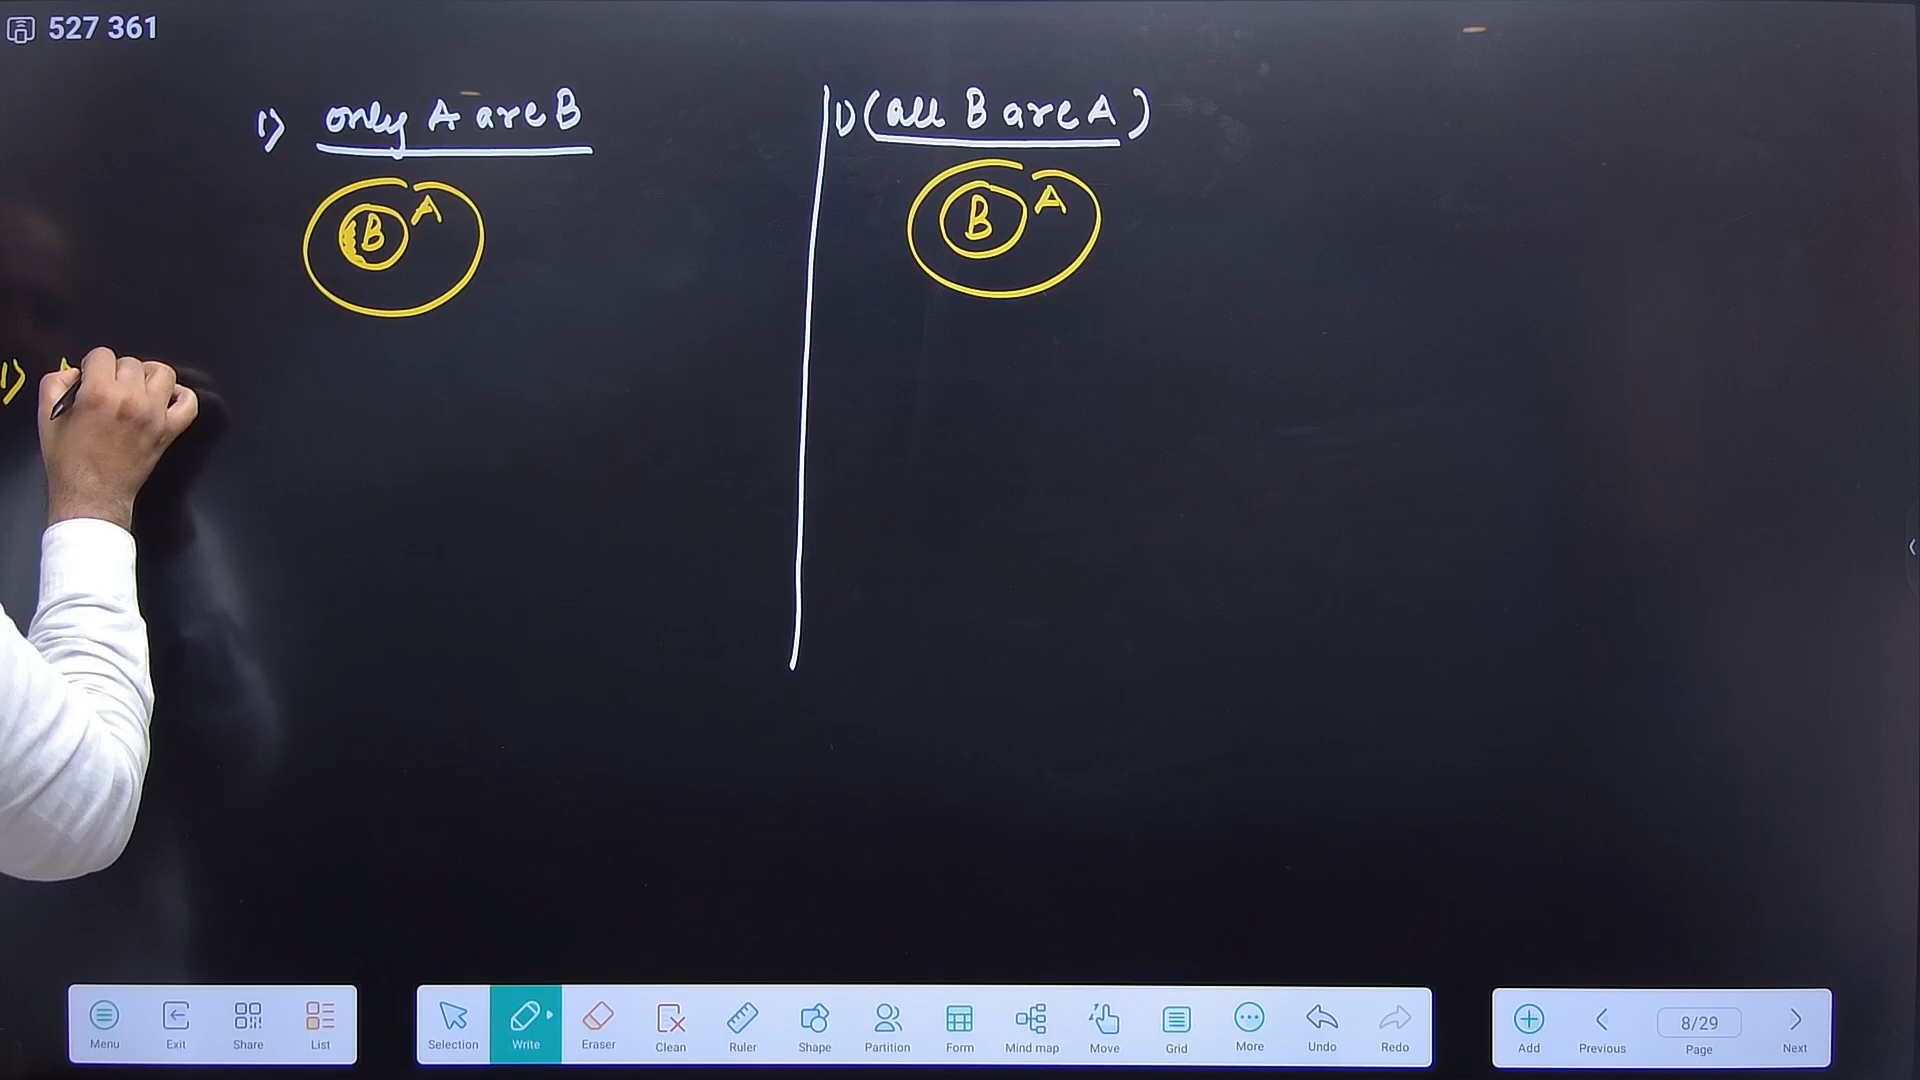 527 361
1) only A are B
1) (all B are A)
B A
B A
1)
Menu Exit Share List
Selection Write Eraser Clean Ruler Shape Partition Form Mind map Move Grid More Undo Redo
Add Previous 8/29 Page Next